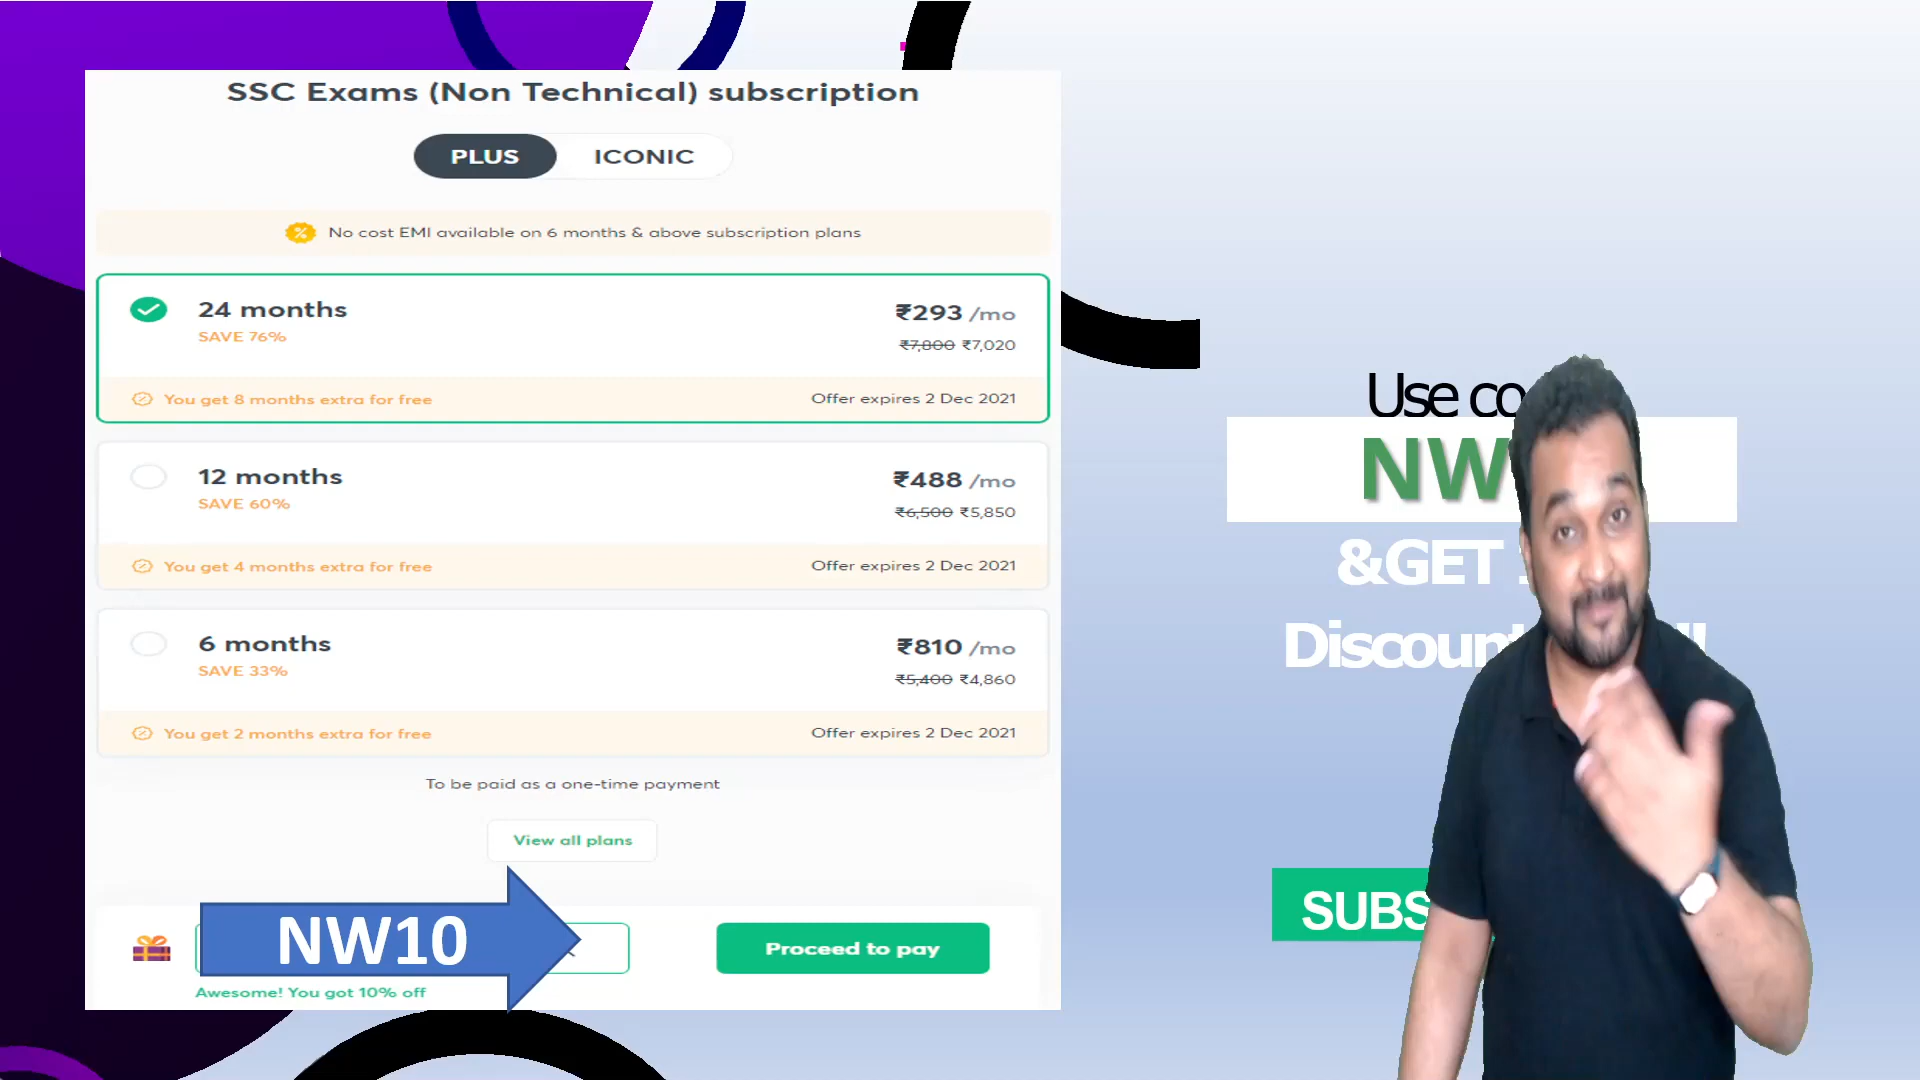 SSC Exams (Non Technical) subscription
PLUS ICONIC
No cost EMI available on 6 months & above subscription plans
24 months ₹293 /mo
SAVE 76% ₹7,800 ₹7,020
You get 8 months extra for free Offer expires 2 Dec 2021
12 months ₹488 /mo
SAVE 60% ₹6,500 ₹5,850
You get 4 months extra for free Offer expires 2 Dec 2021
6 months ₹810 /mo
SAVE 33% ₹5,400 ₹4,860
You get 2 months extra for free Offer expires 2 Dec 2021
To be paid as a one-time payment
View all plans
NW10
Proceed to pay
Awesome! You got 10% off
Use
NW
&GET